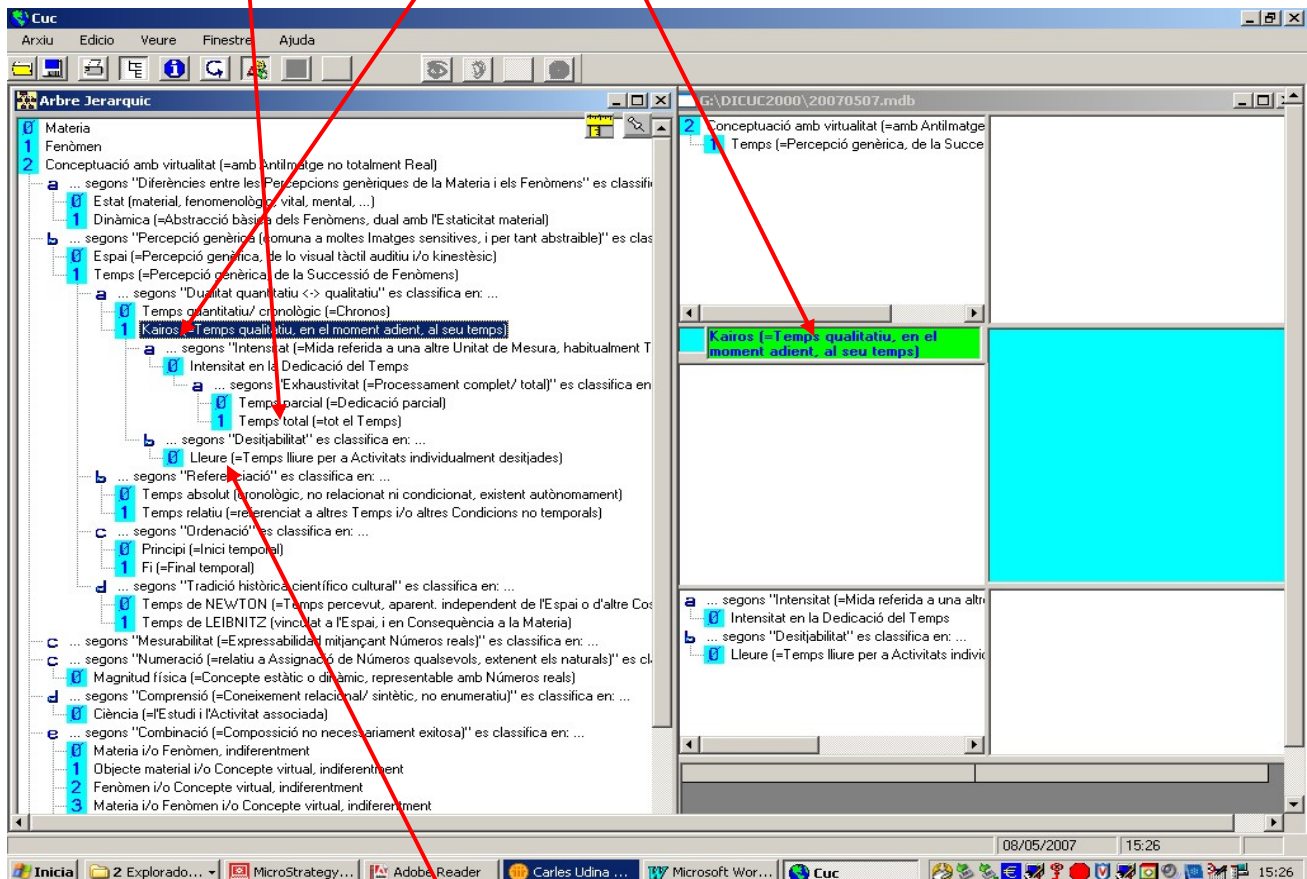 Cuc
Arxiu Edicio Veure Finestre Ajuda
Arbre Jerarquic
0 Materia
1 Fenòmen
2 Conceptuació amb virtualitat (=amb AntiImatge no totalment Real)
a ... segons "Diferències entre les Percepcions genèriques de la Materia i els Fenòmens" es classifi
0 Estat (material, fenomenològic, vital, mental, ...)
1 Dinàmica (=Abstracció bàsica dels Fenòmens, dual amb l'Estaticitat material)
b ... segons "Percepció genèrica (comuna a moltes Imatges sensitives, i per tant abstraible)" es clas
0 Espai (=Percepció genèrica, de lo visual tàctil auditiu i/o kinestèsic)
1 Temps (=Percepció genèrica, de la Successió de Fenòmens)
a ... segons "Dualitat quantitatiu <-> qualitatiu" es classifica en: ...
0 Temps quantitatiu/ cronològic (=Chronos)
1 Kairos (=Temps qualitatiu, en el moment adient, al seu temps)
a ... segons "Intensitat (=Mida referida a una altre Unitat de Mesura, habitualment T
0 Intensitat en la Dedicació del Temps
a ... segons "Exhaustivitat (=Processament complet/ total)" es classifica en
0 Temps parcial (=Dedicació parcial)
1 Temps total (=tot el Temps)
b ... segons "Desitjabilitat" es classifica en: ...
0 Lleure (=Temps lliure per a Activitats individualment desitjades)
b ... segons "Referenciació" es classifica en: ...
0 Temps absolut (cronològic, no relacionat ni condicionat, existent autònomament)
1 Temps relatiu (=referenciat a altres Temps i/o altres Condicions no temporals)
c ... segons "Ordenació" es classifica en: ...
0 Principi (=Inici temporal)
1 Fi (=Final temporal)
d ... segons "Tradició històrica científico cultural" es classifica en: ...
0 Temps de NEWTON (=Temps percevut, aparent. independent de l'Espai o d'altre Cos
1 Temps de LEIBNITZ (vinculat a l'Espai, i en Consequència a la Materia)
c ... segons "Mesurabilitat (=Expressabilidad mitjançant Números reals)" es classifica en: ...
c ... segons "Numeració (=relatiu a Assignació de Números qualsevols, extenent els naturals)" es cl
0 Magnitud física (=Concepte estàtic o dinàmic, representable amb Números reals)
d ... segons "Comprensió (=Coneixement relacional/ sintètic, no enumeratiu)" es classifica en: ...
0 Ciència (=l'Estudi i l'Activitat associada)
e ... segons "Combinació (=Compossició no necessariament exitosa)" es classifica en: ...
0 Materia i/o Fenòmen, indiferentment
1 Objecte material i/o Concepte virtual, indiferentment
2 Fenòmen i/o Concepte virtual, indiferentment
3 Materia i/o Fenòmen i/o Concepte virtual, indiferentment
G:\DICUC2000\20070507.mdb
2 Conceptuació amb virtualitat (=amb Antilmatge
1 Temps (=Percepció genèrica, de la Succe
Kairos (=Temps qualitatiu, en el
moment adient, al seu temps)
a ... segons "Intensitat (=Mida referida a una altre
0 Intensitat en la Dedicació del Temps
b ... segons "Desitjabilitat" es classifica en: ...
0 Lleure (=Temps lliure per a Activitats individ
08/05/2007 15:26
Inicia 2 Explorado... MicroStrategy... Adobe Reader Carles Udina ... Microsoft Wor... Cuc 15:26